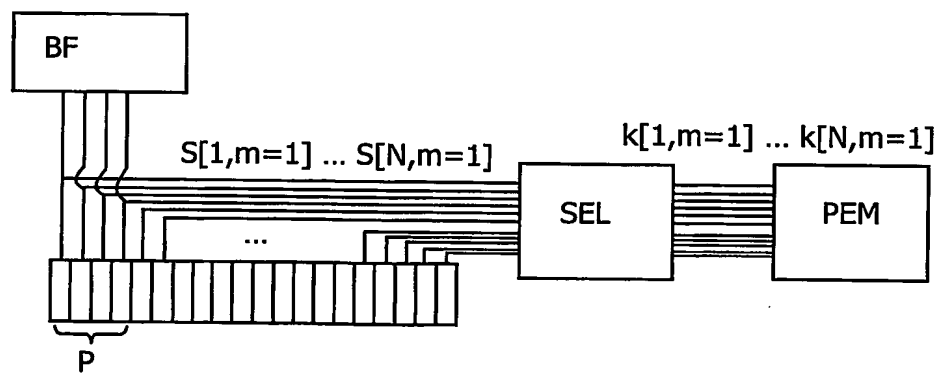 BF
S[1,m=1] ... S[N,m=1]
k[1,m=1] ... k[N,m=1]
SEL
PEM
...
P